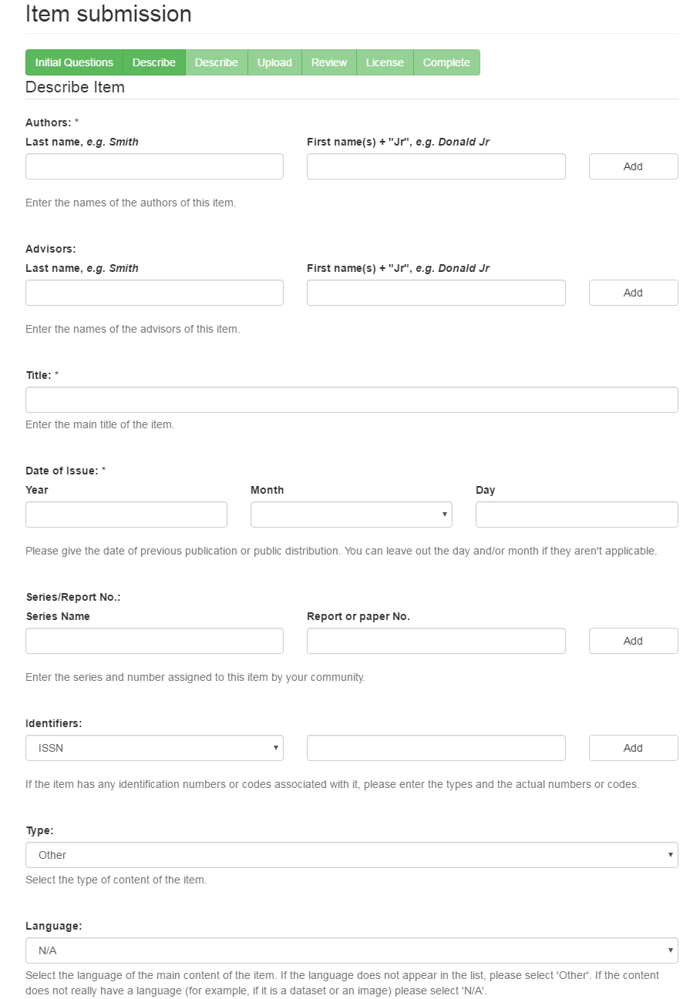 Item submission
Initial Questions Describe Describe Upload Review License Complete
Describe Item
Authors: *
Last name, e.g. Smith First name(s) + "Jr", e.g. Donald Jr
Add
Enter the names of the authors of this item.
Advisors:
Last name, e.g. Smith First name(s) + "Jr", e.g. Donald Jr
Add
Enter the names of the advisors of this item.
Title: *
Enter the main title of the item.
Date of Issue: *
Year Month Day
Please give the date of previous publication or public distribution. You can leave out the day and/or month if they aren't applicable.
Series/Report No.:
Series Name Report or paper No.
Add
Enter the series and number assigned to this item by your community.
Identifiers:
ISSN Add
If the item has any identification numbers or codes associated with it, please enter the types and the actual numbers or codes.
Type:
Other
Select the type of content of the item.
Language:
N/A
Select the language of the main content of the item. If the language does not appear in the list, please select 'Other'. If the content
does not really have a language (for example, if it is a dataset or an image) please select 'N/A'.